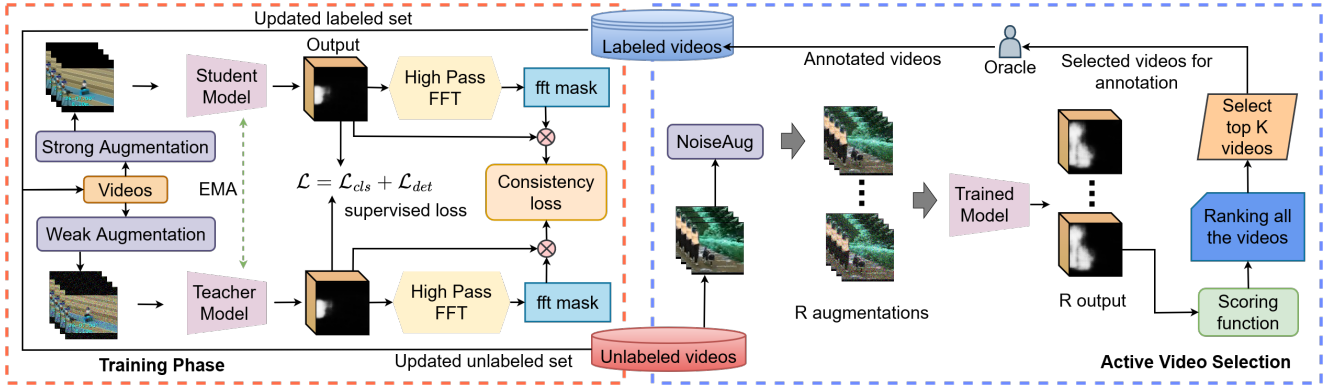 Updated labeled set
Output
Student
Model
High Pass
FFT
fft mask
Strong Augmentation
Videos
EMA
ℒ = ℒcls + ℒdet
supervised loss
Consistency
loss
Weak Augmentation
Teacher
Model
High Pass
FFT
fft mask
Training Phase
Updated unlabeled set
Labeled videos
Annotated videos
Oracle
Selected videos for
annotation
NoiseAug
Select
top K
videos
Trained
Model
Ranking all
the videos
R augmentations
R output
Scoring
function
Unlabeled videos
Active Video Selection